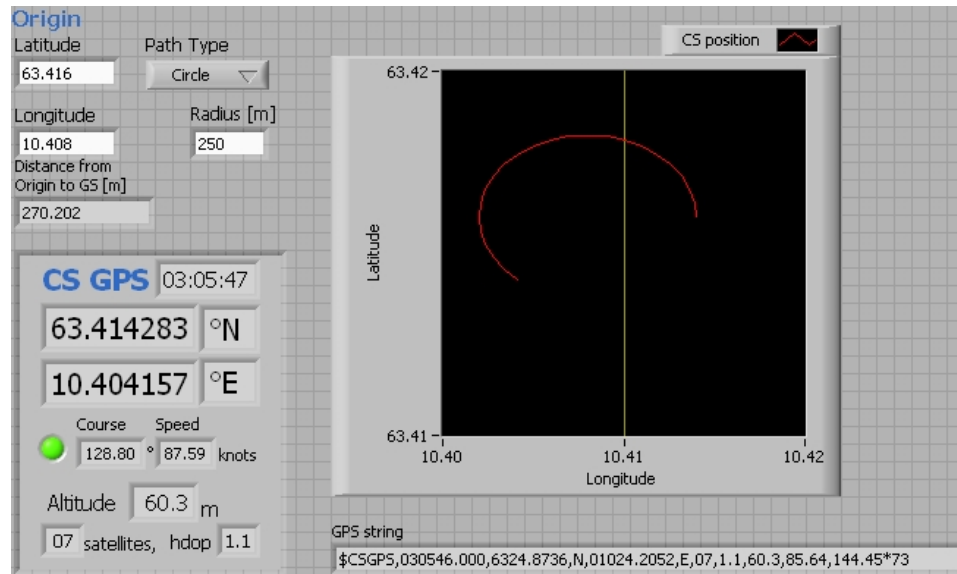 Origin
Latitude
63.416
Path Type
Circle
Longitude
10.408
Radius [m]
250
Distance from
Origin to GS [m]
270.202
CS GPS 03:05:47
63.414283 °N
10.404157 °E
Course Speed
128.80 ° 87.59 knots
Altitude 60.3 m
07 satellites, hdop 1.1
CS position
63.42
Latitude
63.41
10.40 10.41 10.42
Longitude
GPS string
$CSGPS,030546.000,6324.8736,N,01024.2052,E,07,1.1,60.3,85.64,144.45*73